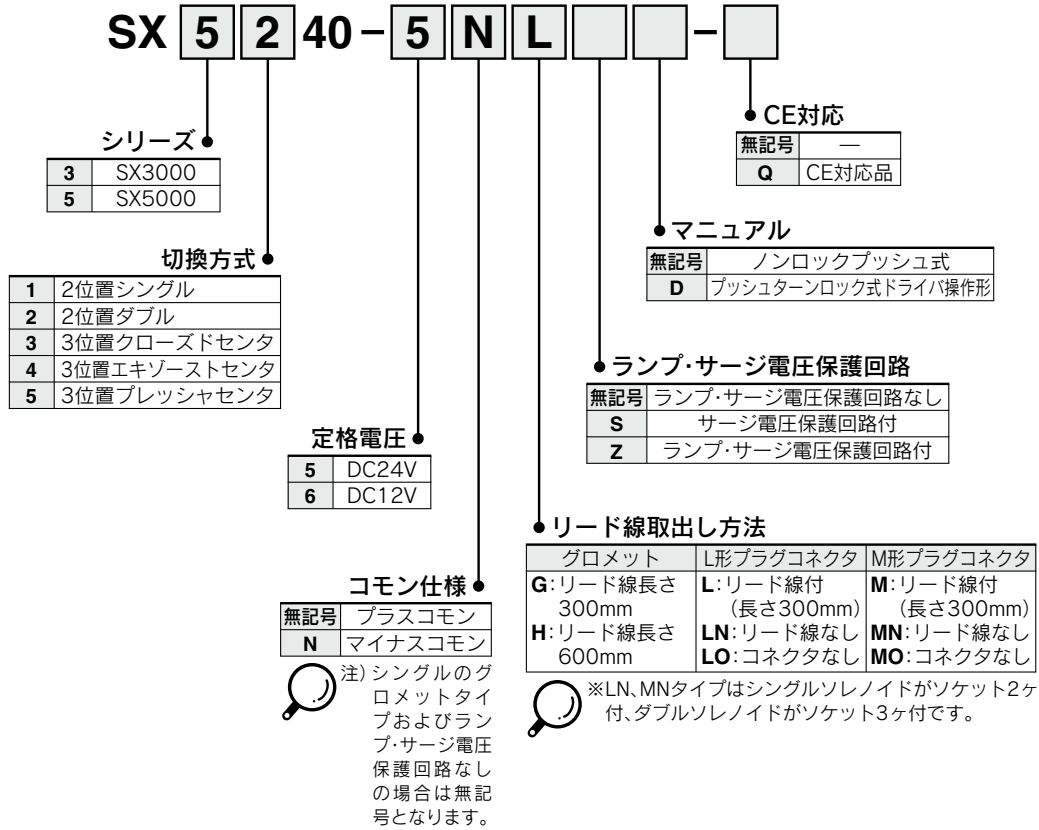 SX 5 2 40 − 5 N L −
CE対応
無記号 —
Q CE対応品
シリーズ
3 SX3000
5 SX5000
マニュアル
無記号 ノンロックプッシュ式
D プッシュターンロック式ドライバ操作形
切換方式
1 2位置シングル
2 2位置ダブル
3 3位置クローズドセンタ
4 3位置エキゾーストセンタ
5 3位置プレッシャセンタ
ランプ・サージ電圧保護回路
無記号 ランプ・サージ電圧保護回路なし
S サージ電圧保護回路付
Z ランプ・サージ電圧保護回路付
定格電圧
5 DC24V
6 DC12V
リード線取出し方法
グロメット L形プラグコネクタ M形プラグコネクタ
G:リード線長さ L:リード線付 M:リード線付
300mm (長さ300mm) (長さ300mm)
H:リード線長さ LN:リード線なし MN:リード線なし
600mm LO:コネクタなし MO:コネクタなし
※LN、MNタイプはシングルソレノイドがソケット2ヶ
付、ダブルソレノイドがソケット3ヶ付です。
コモン仕様
無記号 プラスコモン
N マイナスコモン
注)シングルのグ
ロメットタイ
プおよびラン
プ・サージ電圧
保護回路なし
の場合は無記
号となります。